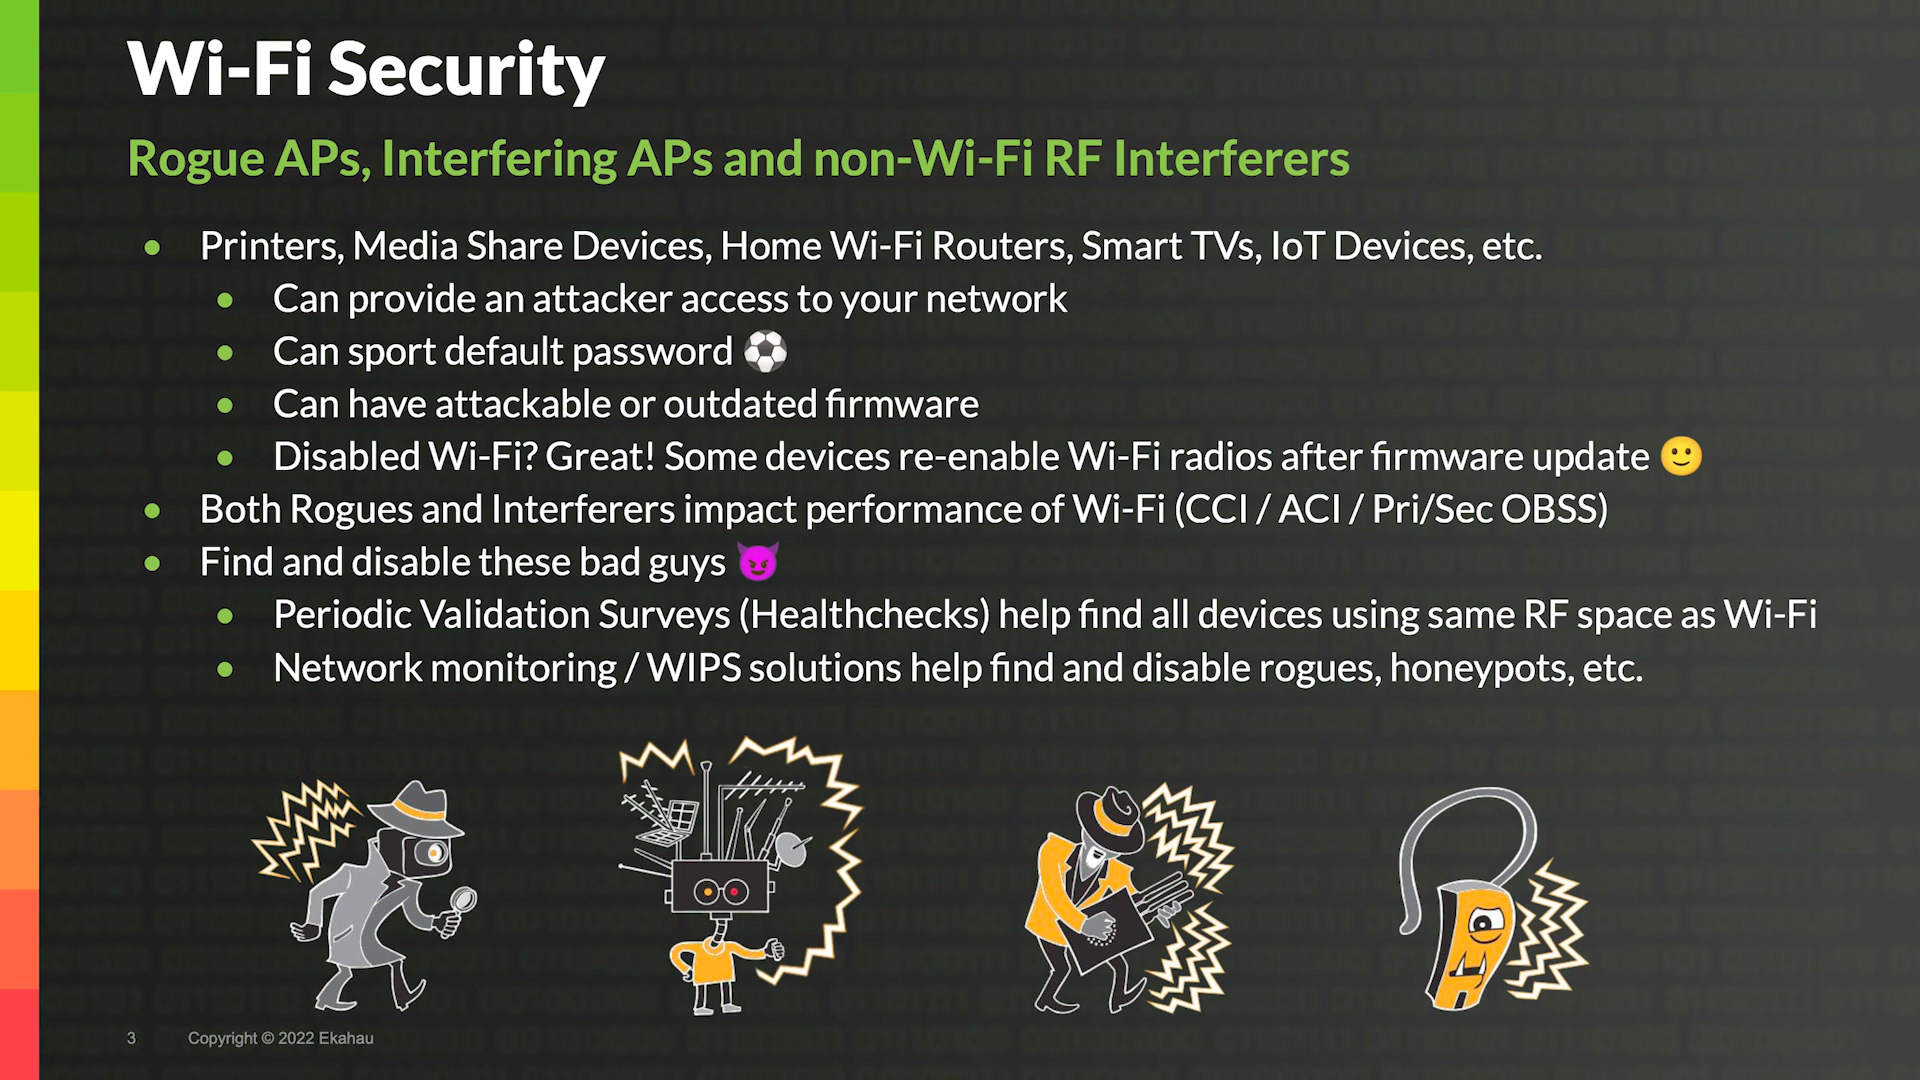 Wi-Fi Security
Rogue APs, Interfering APs and non-Wi-Fi RF Interferers
● Printers, Media Share Devices, Home Wi-Fi Routers, Smart TVs, IoT Devices, etc.
● Can provide an attacker access to your network
● Can sport default password ⚽
● Can have attackable or outdated firmware
● Disabled Wi-Fi? Great! Some devices re-enable Wi-Fi radios after firmware update 🙂
● Both Rogues and Interferers impact performance of Wi-Fi (CCI / ACI / Pri/Sec OBSS)
● Find and disable these bad guys 😈
● Periodic Validation Surveys (Healthchecks) help find all devices using same RF space as Wi-Fi
● Network monitoring / WIPS solutions help find and disable rogues, honeypots, etc.
3 Copyright © 2022 Ekahau